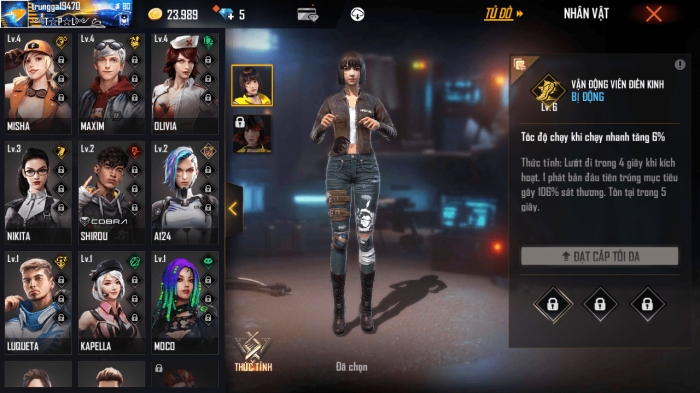 trunggal19470
# 80
T☆P☆L
23.989
5
TỦ ĐỒ
NHÂN VẬT
Lv.4
MISHA
Lv.4
MAXIM
Lv.4
OLIVIA
Lv.3
NIKITA
Lv.2
COBRA
SHIROU
Lv.2
A124
Lv.1
LUQUETA
Lv.1
KAPELLA
Lv.1
MOCO
THỨC TỈNH
Đã chọn
Lv.6
VẬN ĐỘNG VIÊN ĐIỀN KINH
BỊ ĐỘNG
Tốc độ chạy khi chạy nhanh tăng 6%
Thức tỉnh: Lướt đi trong 4 giây khi kích
hoạt. 1 phát bắn đầu tiên trúng mục tiêu
gây 106% sát thương. Tồn tại trong 5
giây.
ĐẠT CẤP TỐI ĐA